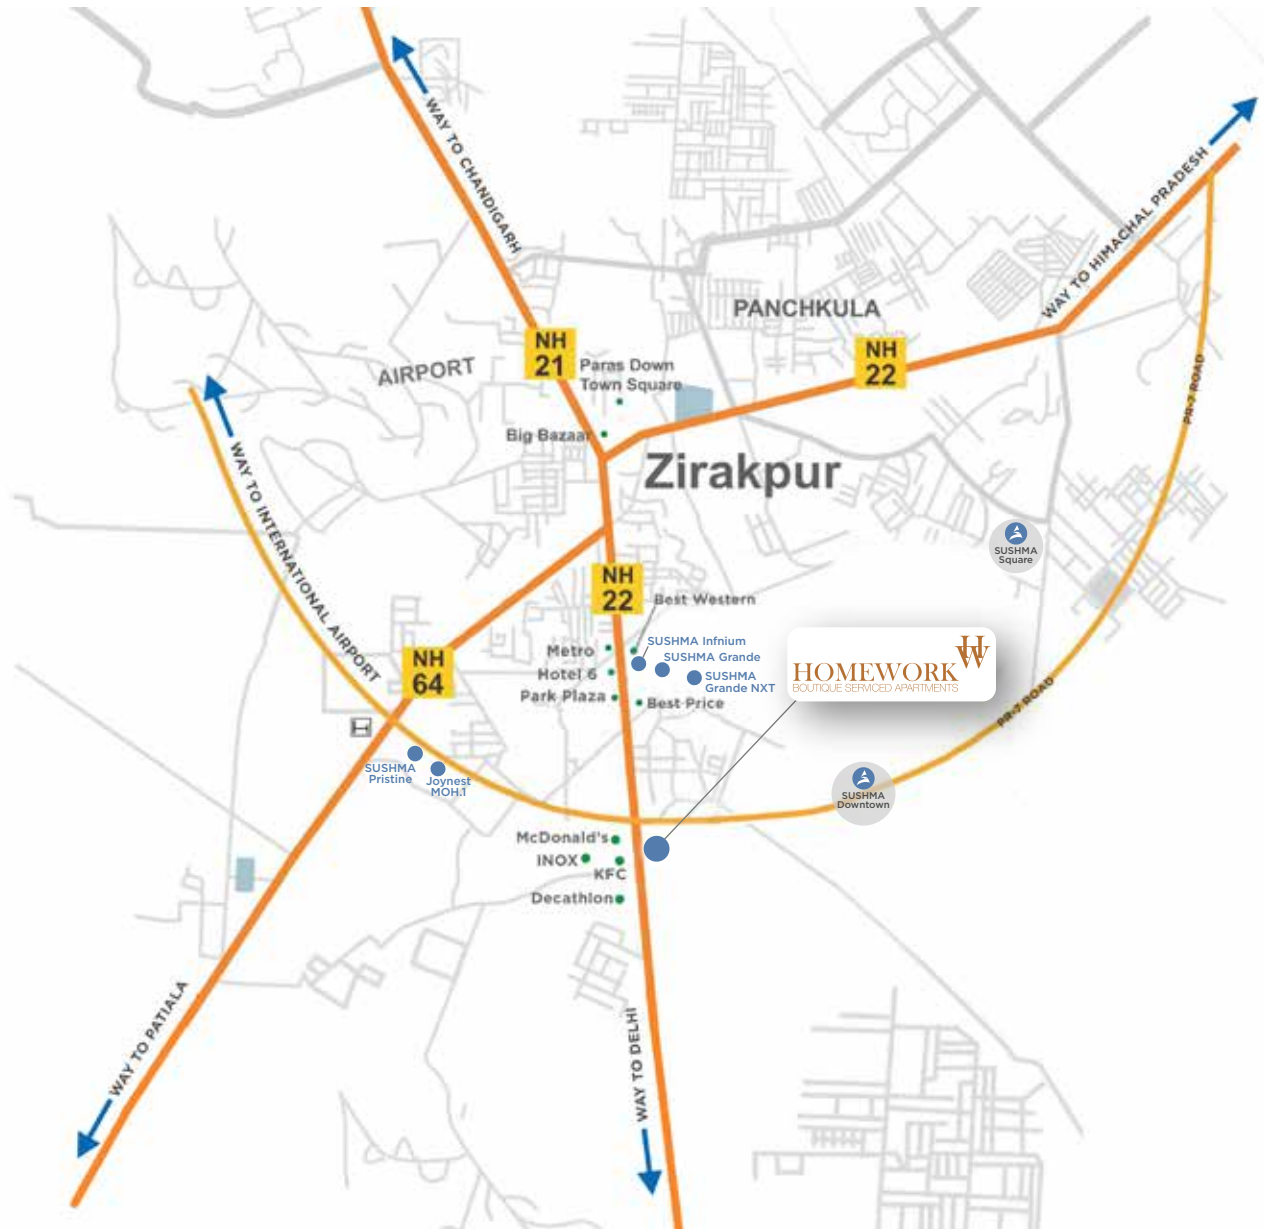 WAY TO CHANDIGARH
WAY TO HIMACHAL PRADESH
PANCHKULA
NH
21
NH
22
AIRPORT
Paras Down
Town Square
PR-7 ROAD
Big Bazaar
Zirakpur
WAY TO INTERNATIONAL AIRPORT
SUSHMA
Square
NH
22
Best Western
SUSHMA Infnium
SUSHMA Grande
SUSHMA
Grande NXT
Metro
Hotel 6
Park Plaza
Best Price
HOMEWORK
HW
BOUTIQUE SERVICED APARTMENTS
NH
64
PR-7 ROAD
SUSHMA
Pristine
Joynest
MOH.1
SUSHMA
Downtown
McDonald's
INOX
KFC
Decathlon
WAY TO PATIALA
WAY TO DELHI